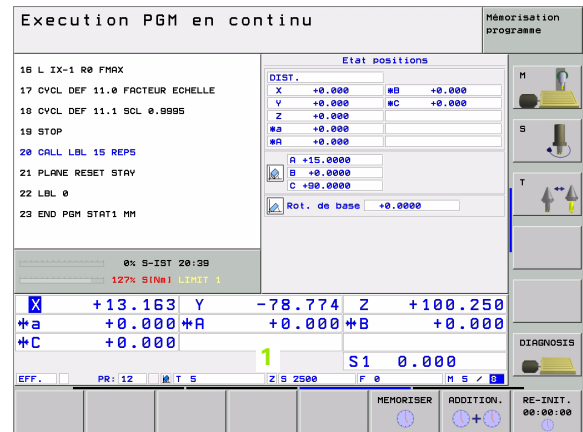 Execution PGM en continu
Mémorisation
programme
16 L IX-1 R0 FMAX
17 CYCL DEF 11.0 FACTEUR ECHELLE
18 CYCL DEF 11.1 SCL 0.9995
19 STOP
20 CALL LBL 15 REP5
21 PLANE RESET STAY
22 LBL 0
23 END PGM STAT1 MM
Etat positions
DIST.
X +0.000 *B +0.000
Y +0.000 *C +0.000
Z +0.000
*a +0.000
*A +0.000
A +15.0000
B +0.0000
C +90.0000
Rot. de base +0.0000
M
S
T
DIAGNOSIS
0% S-IST 20:39
127% S[Nm] LIMIT 1
X +13.163 Y -78.774 Z +100.250
*a +0.000 *A +0.000 *B +0.000
*C +0.000
1
S1 0.000
EFF. PR: 12 T 5 Z S 2500 F 0 M 5 / 8
MEMORISER
ADDITION.
+
RE-INIT.
00:00:00